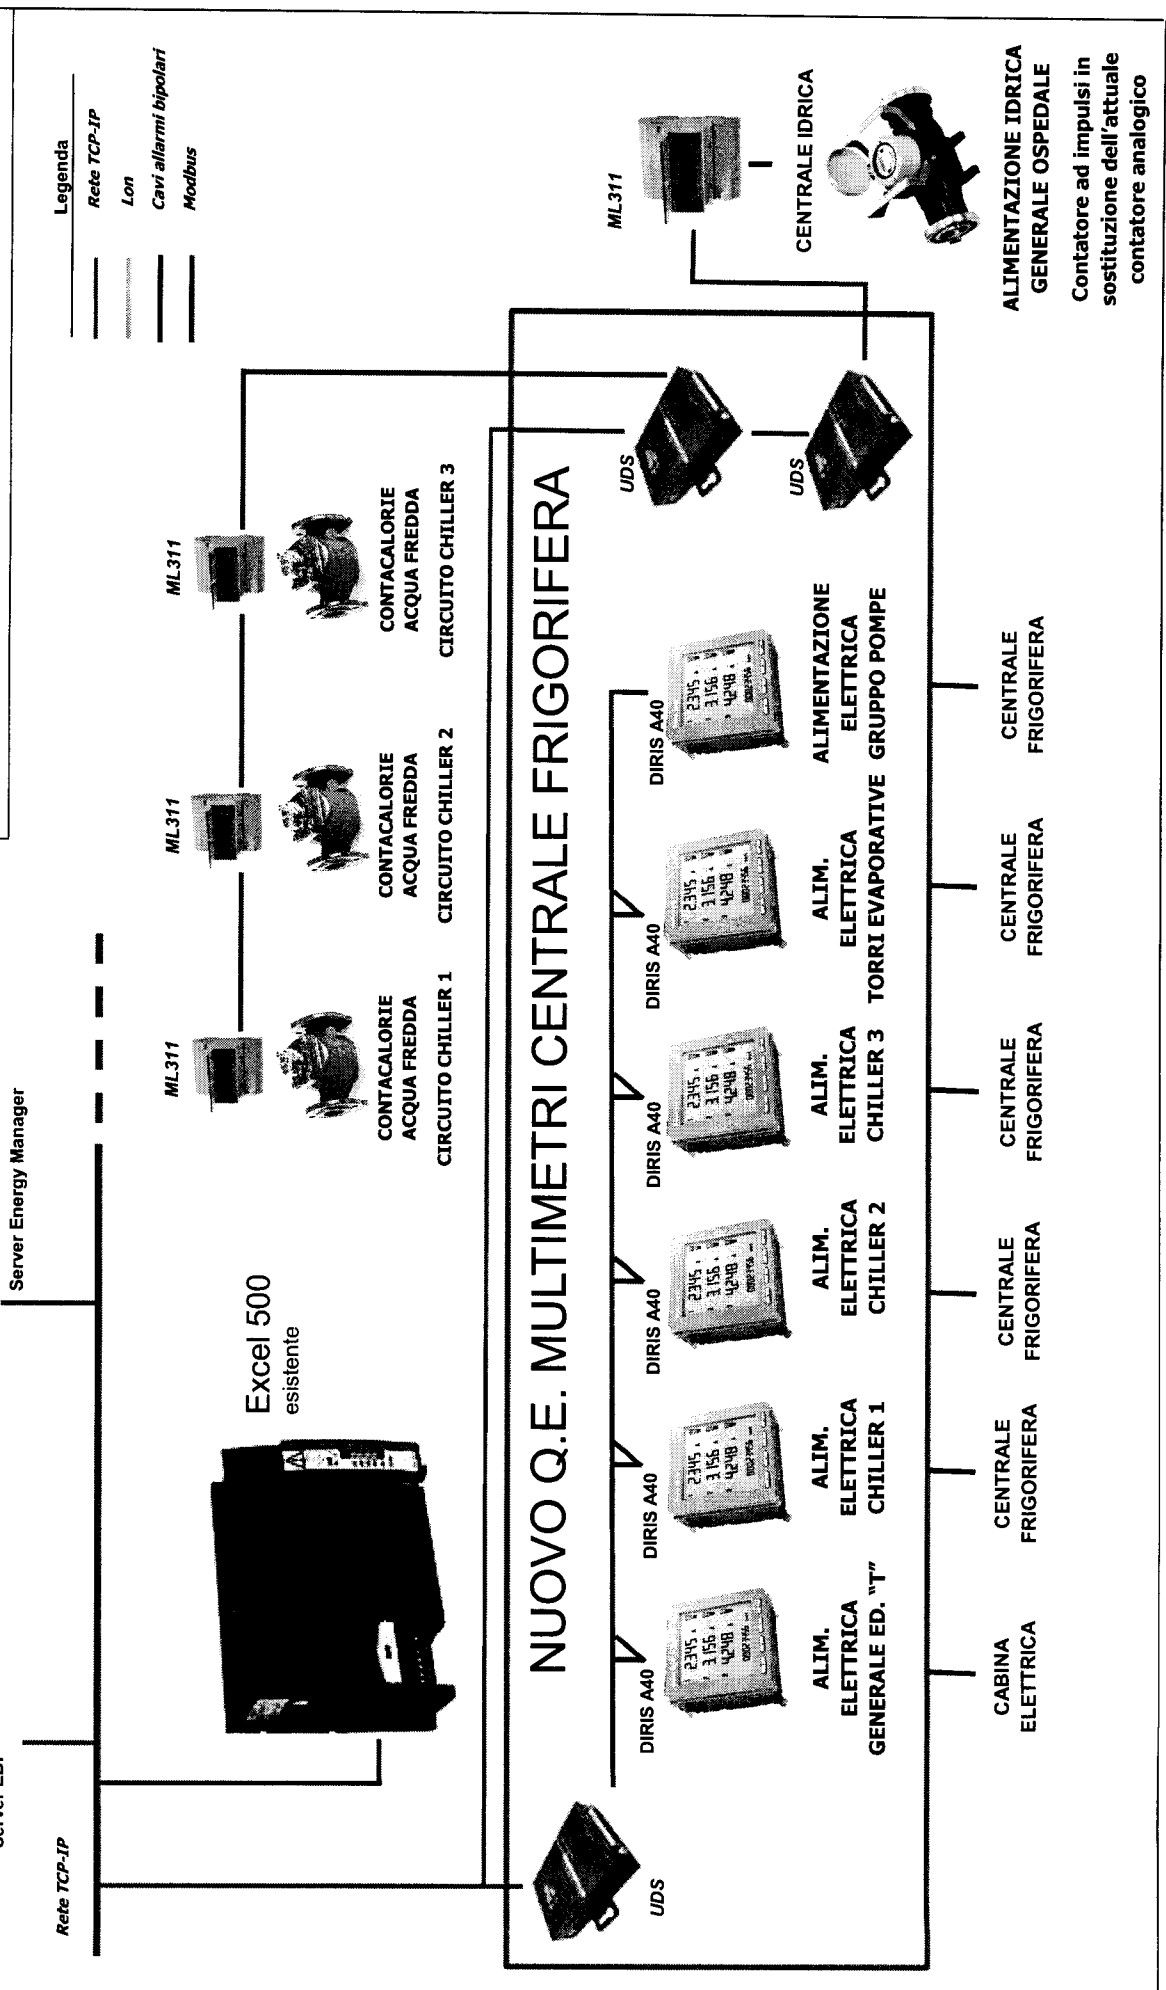 Server Energy Manager
Rete TCP-IP
Legenda
Rete TCP-IP
Lon
Cavi allarmi bipolari
Modbus
Excel 500
esistente
ML311
CONTACALORIE
ACQUA FREDDA
CIRCUITO CHILLER 1
ML311
CONTACALORIE
ACQUA FREDDA
CIRCUITO CHILLER 2
ML311
CONTACALORIE
ACQUA FREDDA
CIRCUITO CHILLER 3
NUOVO Q.E. MULTIMETRI CENTRALE FRIGORIFERA
UDS
UDS
UDS
DIRIS A40
ALIM.
ELETTRICA
GENERALE ED. "T"
CABINA
ELETTRICA
DIRIS A40
ALIM.
ELETTRICA
CHILLER 1
CENTRALE
FRIGORIFERA
DIRIS A40
ALIM.
ELETTRICA
CHILLER 2
CENTRALE
FRIGORIFERA
DIRIS A40
ALIM.
ELETTRICA
CHILLER 3
CENTRALE
FRIGORIFERA
DIRIS A40
ALIM.
ELETTRICA
TORRI EVAPORATIVE
CENTRALE
FRIGORIFERA
DIRIS A40
ALIMENTAZIONE
ELETTRICA
GRUPPO POMPE
CENTRALE
FRIGORIFERA
ML311
CENTRALE IDRICA
ALIMENTAZIONE IDRICA
GENERALE OSPEDALE
Contatore ad impulsi in
sostituzione dell'attuale
contatore analogico